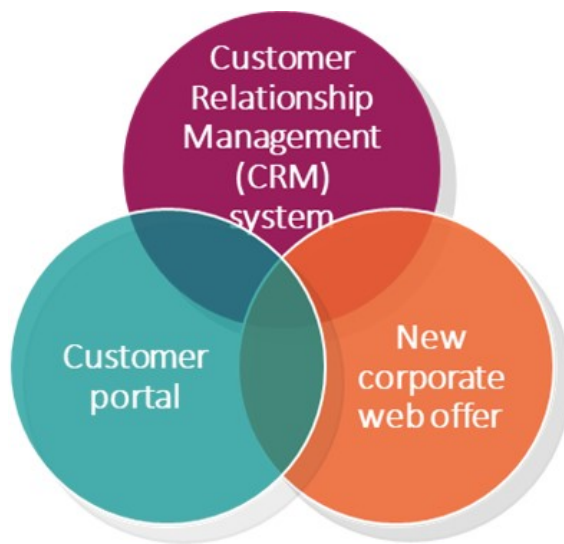 Customer
Relationship
Management
(CRM)
system
Customer
portal
New
corporate
web offer